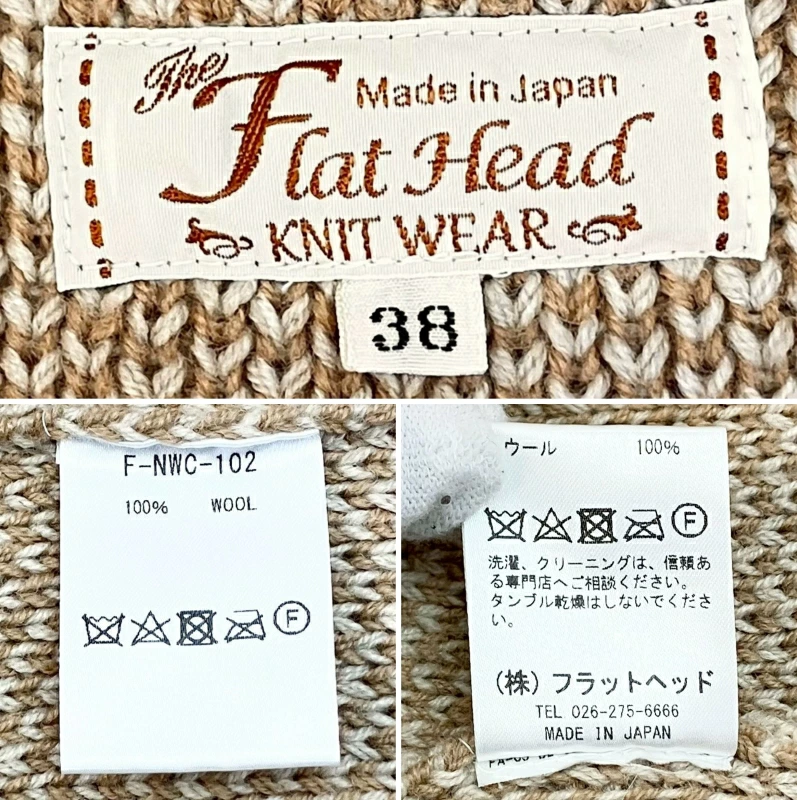 The
Flat Head
Made in Japan
KNIT WEAR
38
F-NWC-102
100% WOOL
F
ウール 100%
F
洗濯、クリーニングは、信頼あ
る専門店へご相談ください。
タンブル乾燥はしないでくださ
い。
(株)フラットヘッド
TEL 026-275-6666
MADE IN JAPAN